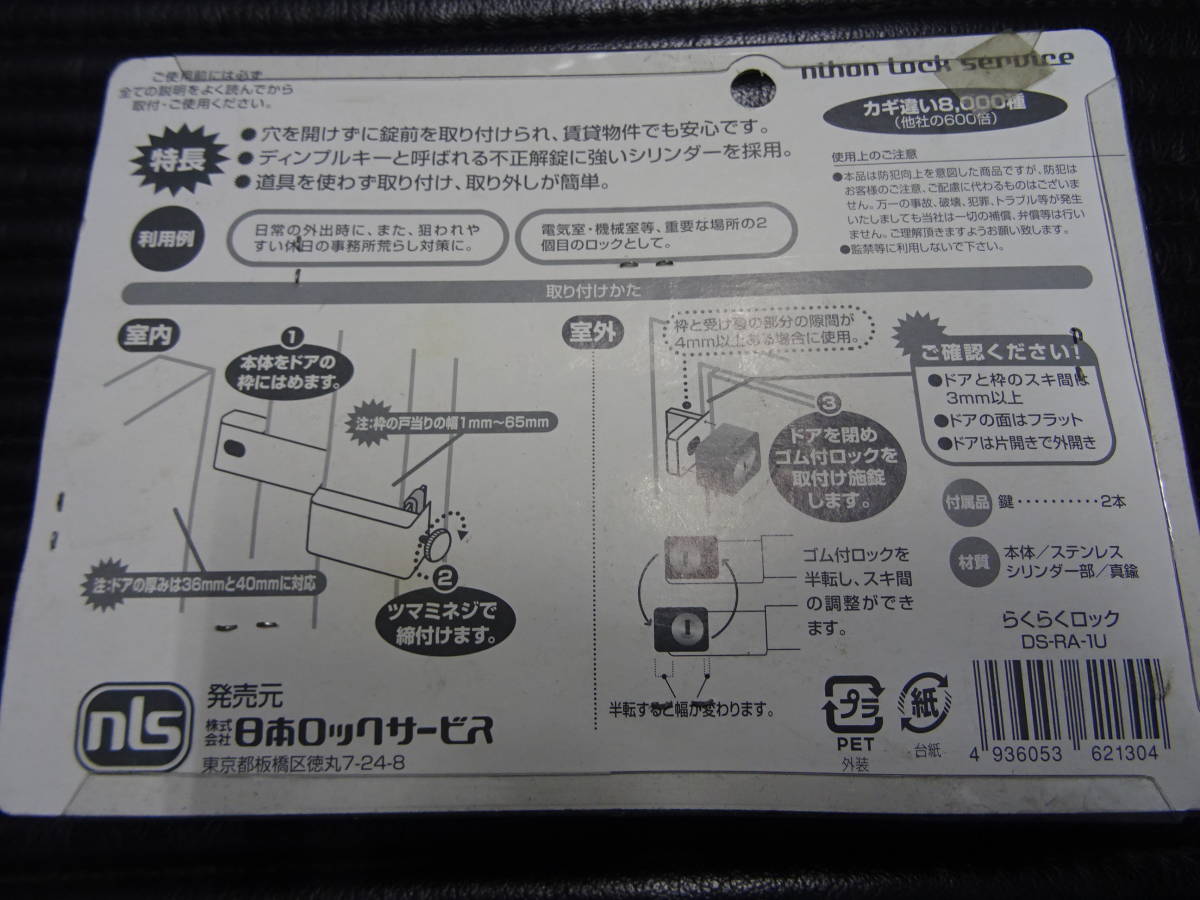 ご使用前には必ず
全ての説明をよく読んでから
取付・ご使用ください。
nihon Lock service
カギ違い8,000種
(他社の600倍)
特長
●穴を開けずに錠前を取り付けられ、賃貸物件でも安心です。
●ディンプルキーと呼ばれる不正解錠に強いシリンダーを採用。
●道具を使わず取り付け、取り外しが簡単。
使用上のご注意
●本品は防犯向上を意図した商品ですが、防犯は
お客様のご注意、ご配慮に代わるものはございま
せん。万一の事故、破壊、犯罪、トラブル等が発生
いたしましても当社は一切の補償、弁償等は行い
ません。ご理解頂きますようお願い致します。
●監禁等に利用しないで下さい。
利用例
日常の外出時に、また、狙われや
すい休日の事務所荒らし対策に。
電気室・機械室等、重要な場所の2
個目のロックとして。
取り付けかた
室内
1
本体をドアの
枠にはめます。
注:枠の戸当りの幅1mm〜65mm
注:ドアの厚みは36mmと40mmに対応
2
ツマミネジで
締付けます。
室外
枠と受け金の部分の隙間が
4mm以上ある場合に使用。
3
ドアを閉め
ゴム付ロックを
取付け施錠
します。
ゴム付ロックを
半転し、スキ間
の調整ができ
ます。
半転すると幅が変わります。
ご確認ください!
●ドアと枠のスキ間は
3mm以上
●ドアの面はフラット
●ドアは片開きで外開き
付属品 鍵··········2本
材質 本体/ステンレス
シリンダー部/真鍮
らくらくロック
DS-RA-1U
nls
発売元
株式会社日本ロックサービス
東京都板橋区徳丸7-24-8
プラ
PET
外装
紙
台紙
4 936053 621304